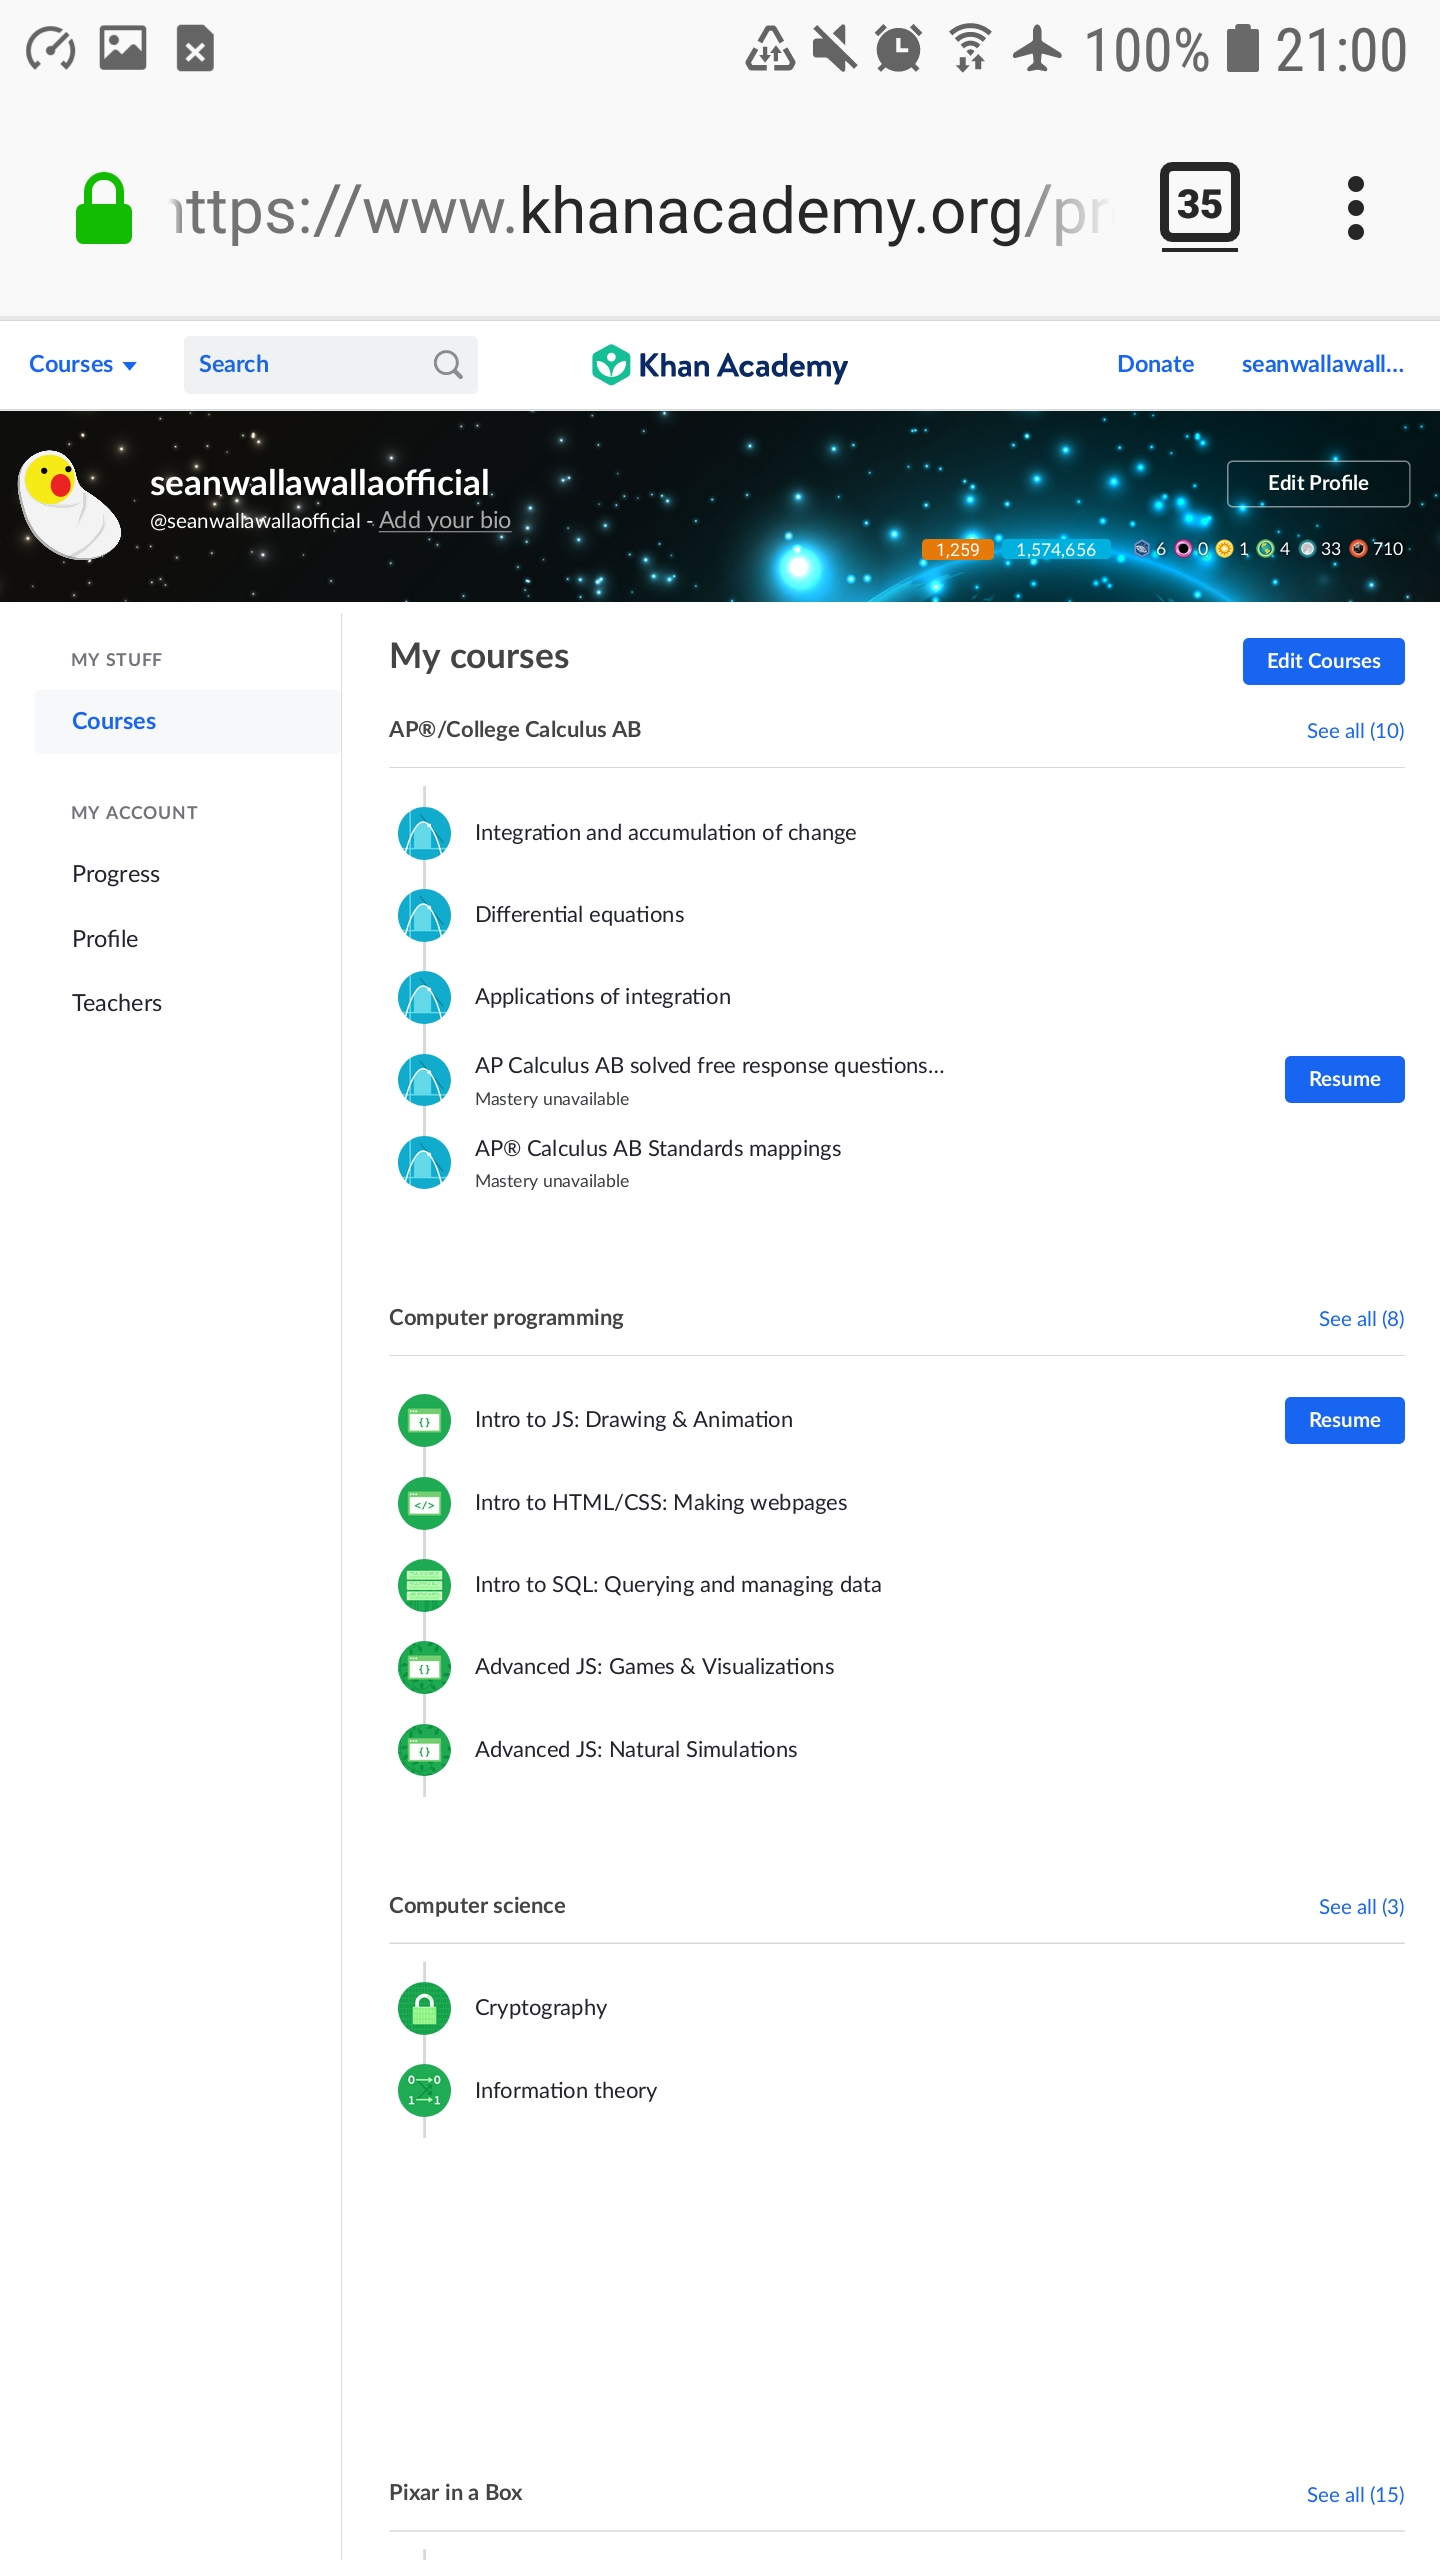 100% 21:00
https://www.khanacademy.org/pr
35
Courses Search Khan Academy Donate seanwallawall...
seanwallawallaofficial
@seanwallawallaofficial - Add your bio
Edit Profile
1,259 1,574,656 6 0 1 4 33 710
MY STUFF
Courses
MY ACCOUNT
Progress
Profile
Teachers
My courses
Edit Courses
AP®/College Calculus AB See all (10)
Integration and accumulation of change
Differential equations
Applications of integration
AP Calculus AB solved free response questions...
Mastery unavailable
Resume
AP® Calculus AB Standards mappings
Mastery unavailable
Computer programming See all (8)
Intro to JS: Drawing & Animation Resume
Intro to HTML/CSS: Making webpages
Intro to SQL: Querying and managing data
Advanced JS: Games & Visualizations
Advanced JS: Natural Simulations
Computer science See all (3)
Cryptography
Information theory
Pixar in a Box See all (15)